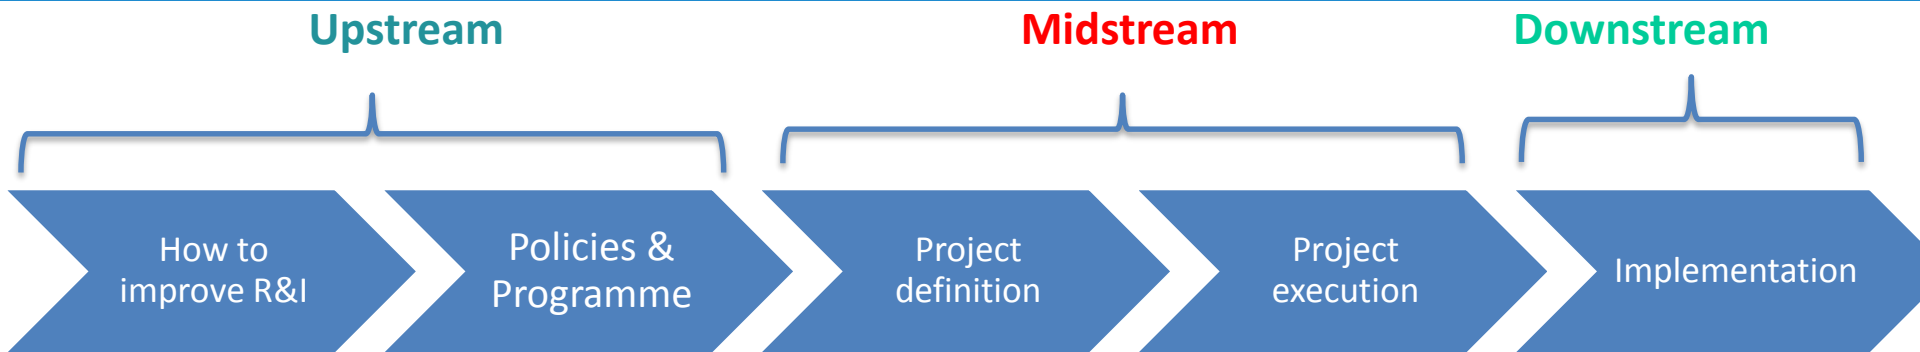 Upstream
Midstream
Downstream
How to
improve R&I
Policies &
Programme
Project
definition
Project
execution
Implementation